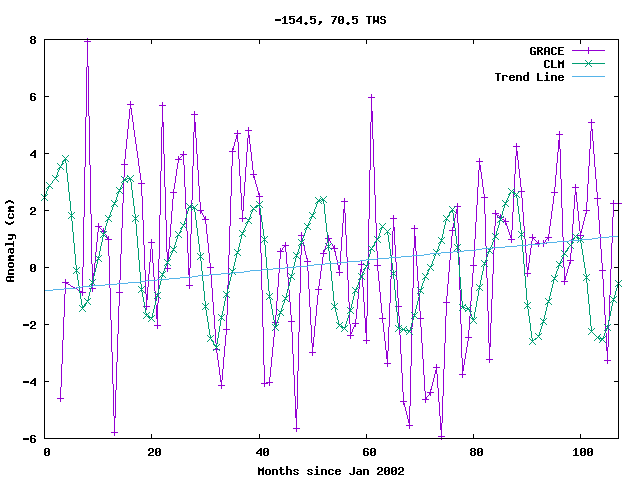 -154.5, 70.5 TWS
GRACE
CLM
Trend Line
8
6
4
2
0
-2
-4
-6
Anomaly (cm)
0 20 40 60 80 100
Months since Jan 2002